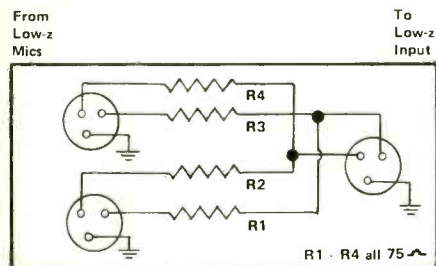 From
Low-z
Mics
To
Low-z
Input
R4
R3
R2
R1
R1 - R4 all 75